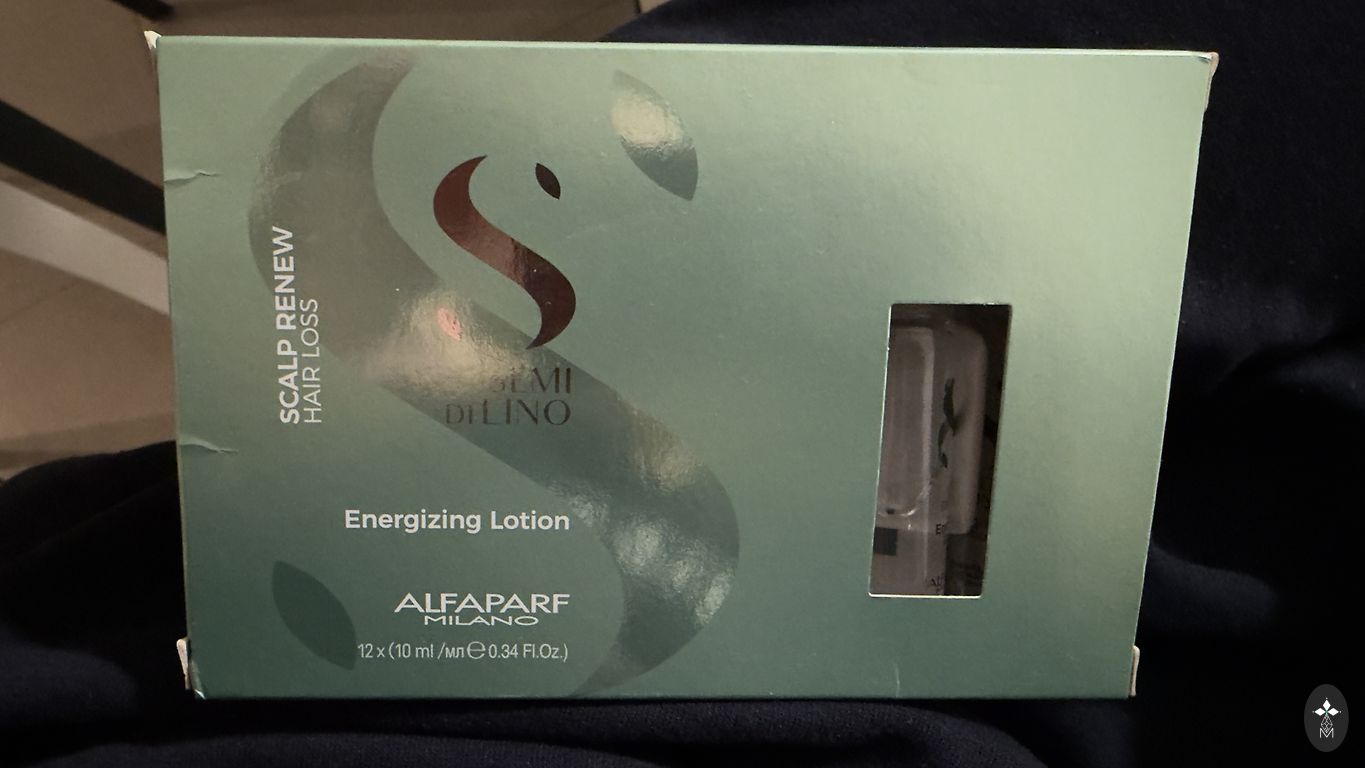 SCALP RENEW
HAIR LOSS
SEMI
DI LINO
Energizing Lotion
ALFAPARF
MILANO
12 x (10 ml /мл ℮ 0.34 Fl.Oz.)
M